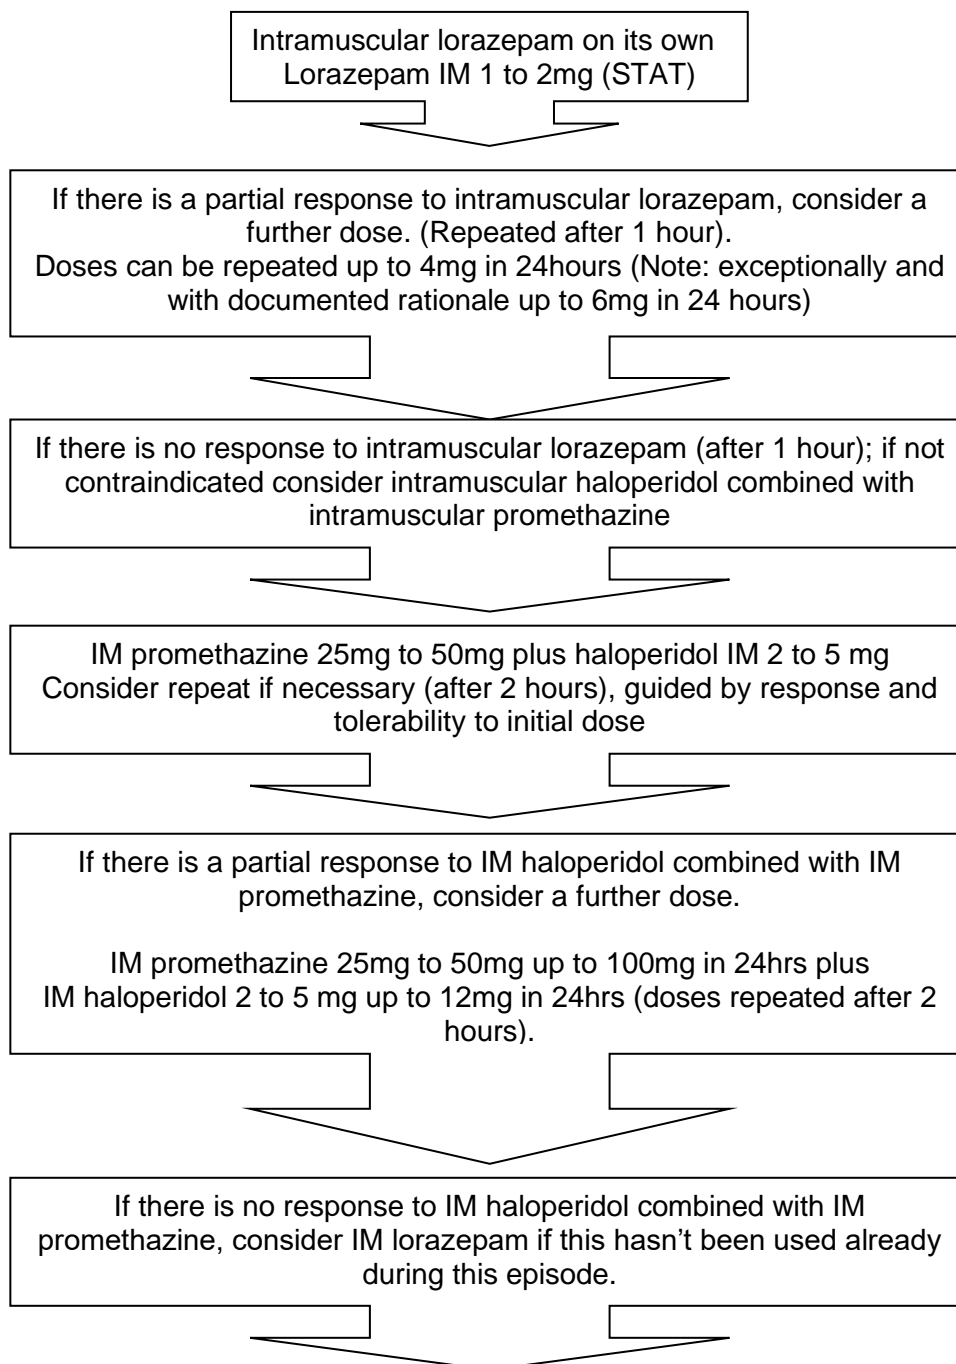 Intramuscular lorazepam on its own
Lorazepam IM 1 to 2mg (STAT)
If there is a partial response to intramuscular lorazepam, consider a
further dose. (Repeated after 1 hour).
Doses can be repeated up to 4mg in 24hours (Note: exceptionally and
with documented rationale up to 6mg in 24 hours)
If there is no response to intramuscular lorazepam (after 1 hour); if not
contraindicated consider intramuscular haloperidol combined with
intramuscular promethazine
IM promethazine 25mg to 50mg plus haloperidol IM 2 to 5 mg
Consider repeat if necessary (after 2 hours), guided by response and
tolerability to initial dose
If there is a partial response to IM haloperidol combined with IM
promethazine, consider a further dose.
IM promethazine 25mg to 50mg up to 100mg in 24hrs plus
IM haloperidol 2 to 5 mg up to 12mg in 24hrs (doses repeated after 2
hours).
If there is no response to IM haloperidol combined with IM
promethazine, consider IM lorazepam if this hasn't been used already
during this episode.